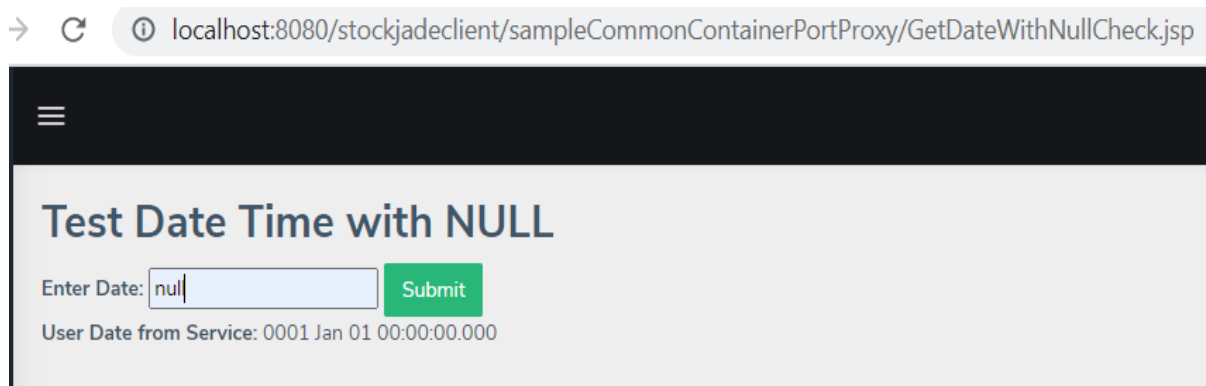 localhost:8080/stockjadeclient/sampleCommonContainerPortProxy/GetDateWithNullCheck.jsp
Test Date Time with NULL
Enter Date: null Submit
User Date from Service: 0001 Jan 01 00:00:00.000